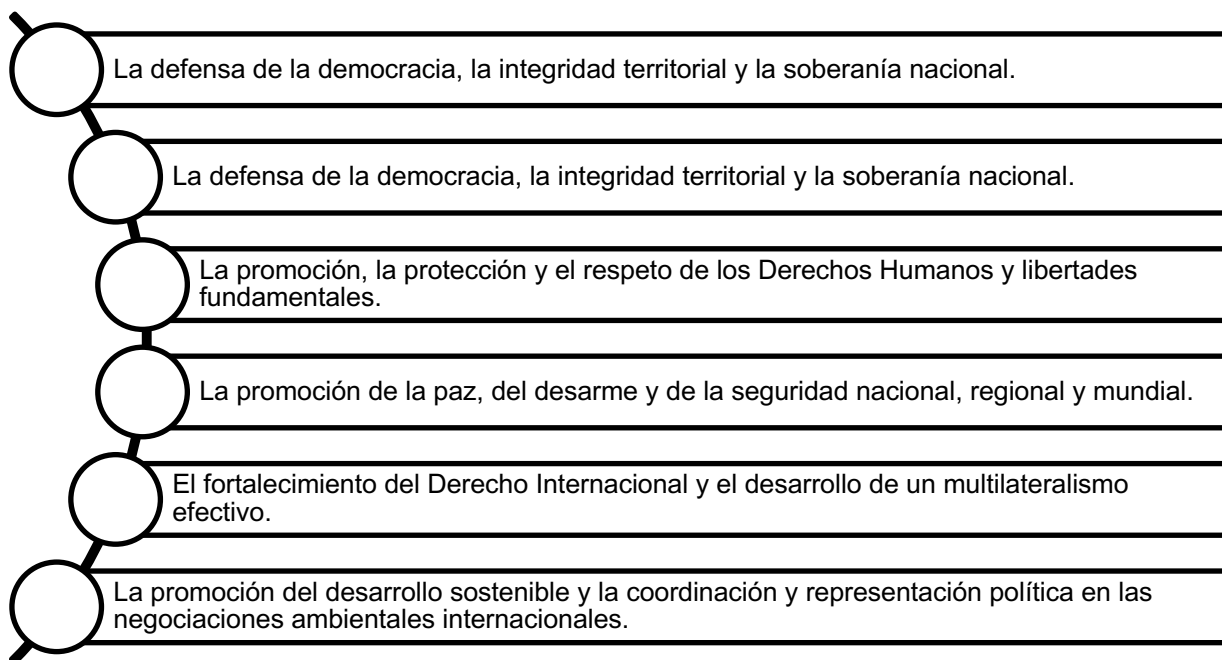 La defensa de la democracia, la integridad territorial y la soberanía nacional.
La defensa de la democracia, la integridad territorial y la soberanía nacional.
La promoción, la protección y el respeto de los Derechos Humanos y libertades
fundamentales.
La promoción de la paz, del desarme y de la seguridad nacional, regional y mundial.
El fortalecimiento del Derecho Internacional y el desarrollo de un multilateralismo
efectivo.
La promoción del desarrollo sostenible y la coordinación y representación política en las
negociaciones ambientales internacionales.